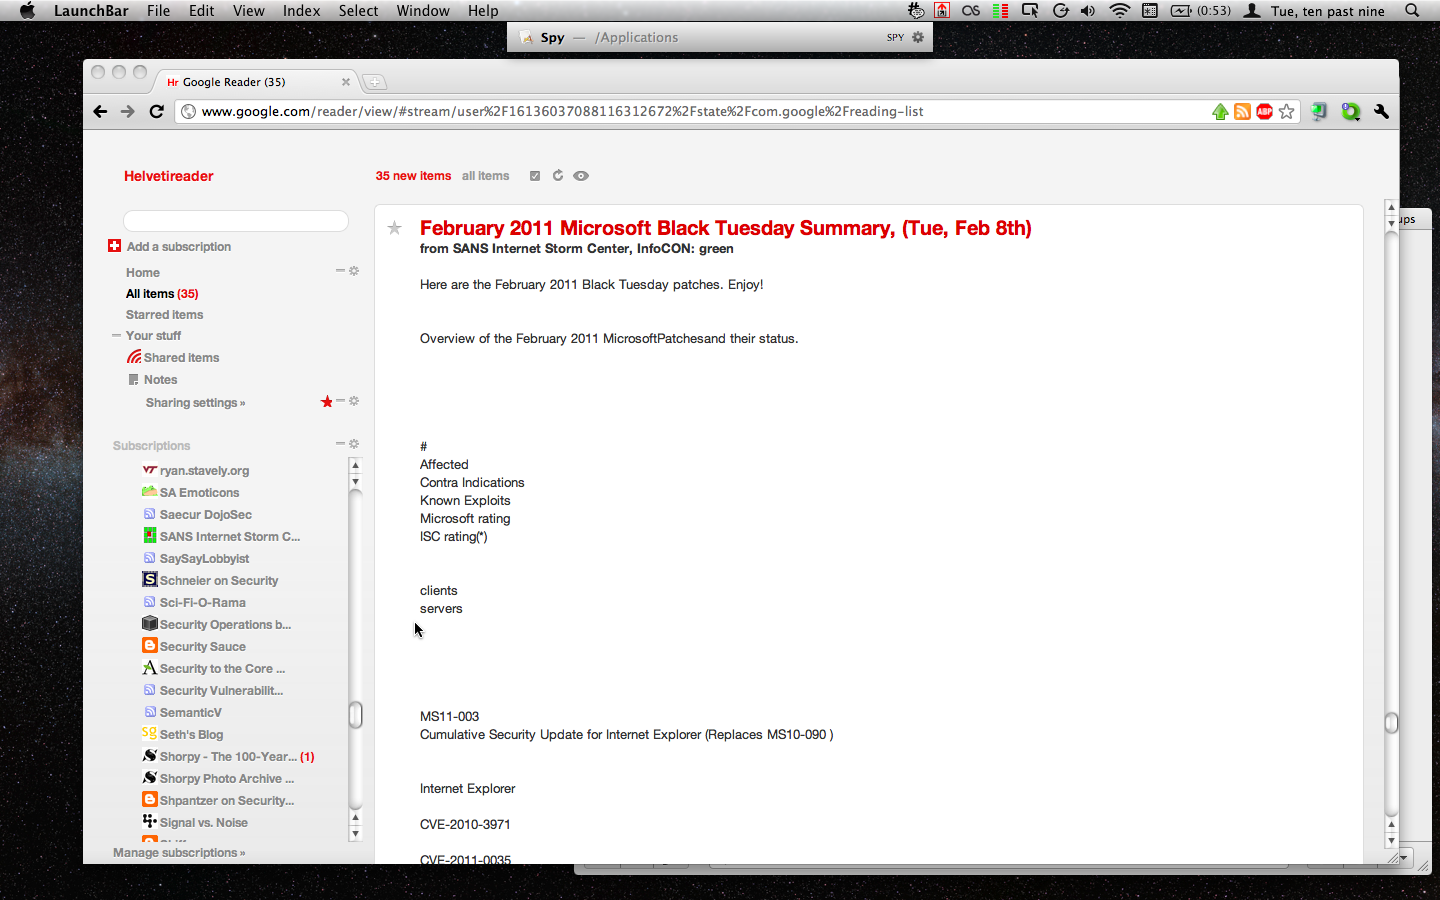 LaunchBar File Edit View Index Select Window Help (0:53) Tue, ten past nine
Spy — /Applications SPY
Hr Google Reader (35)
www.google.com/reader/view/#stream/user%2F16136037088116312672%2Fstate%2Fcom.google%2Freading-list
ABP
Helvetireader
35 new items all items
Add a subscription
Home
All items (35)
Starred items
Your stuff
Shared items
Notes
Sharing settings »
Subscriptions
ryan.stavely.org
SA Emoticons
Saecur DojoSec
SANS Internet Storm C...
SaySayLobbyist
Schneier on Security
Sci-Fi-O-Rama
Security Operations b...
Security Sauce
Security to the Core ...
Security Vulnerabilit...
SemanticV
Seth's Blog
Shorpy - The 100-Year... (1)
Shorpy Photo Archive ...
Shpantzer on Security...
Signal vs. Noise
Manage subscriptions »
February 2011 Microsoft Black Tuesday Summary, (Tue, Feb 8th)
from SANS Internet Storm Center, InfoCON: green
Here are the February 2011 Black Tuesday patches. Enjoy!
Overview of the February 2011 MicrosoftPatchesand their status.
#
Affected
Contra Indications
Known Exploits
Microsoft rating
ISC rating(*)
clients
servers
MS11-003
Cumulative Security Update for Internet Explorer (Replaces MS10-090 )
Internet Explorer
CVE-2010-3971
CVE-2011-0035
ups